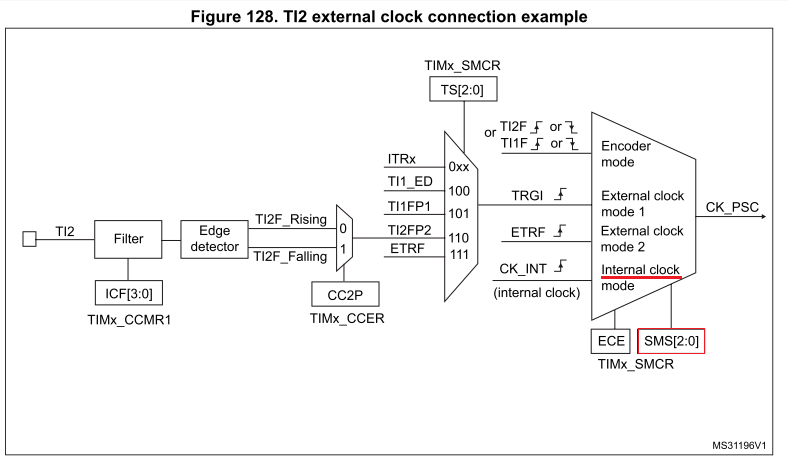 Figure 128. TI2 external clock connection example
TIMx_SMCR
TS[2:0]
or TI2F or
TI1F or
Encoder
mode
ITRx
0xx
TI1_ED
100
TRGI
External clock
mode 1
CK_PSC
TI1FP1
101
TI2F_Rising
TI2
Filter
Edge
detector
0
1
TI2F_Falling
TI2FP2
110
ETRF
111
ETRF
External clock
mode 2
CK_INT
(internal clock)
Internal clock
mode
ICF[3:0]
TIMx_CCMR1
CC2P
TIMx_CCER
ECE
SMS[2:0]
TIMx_SMCR
MS31196V1